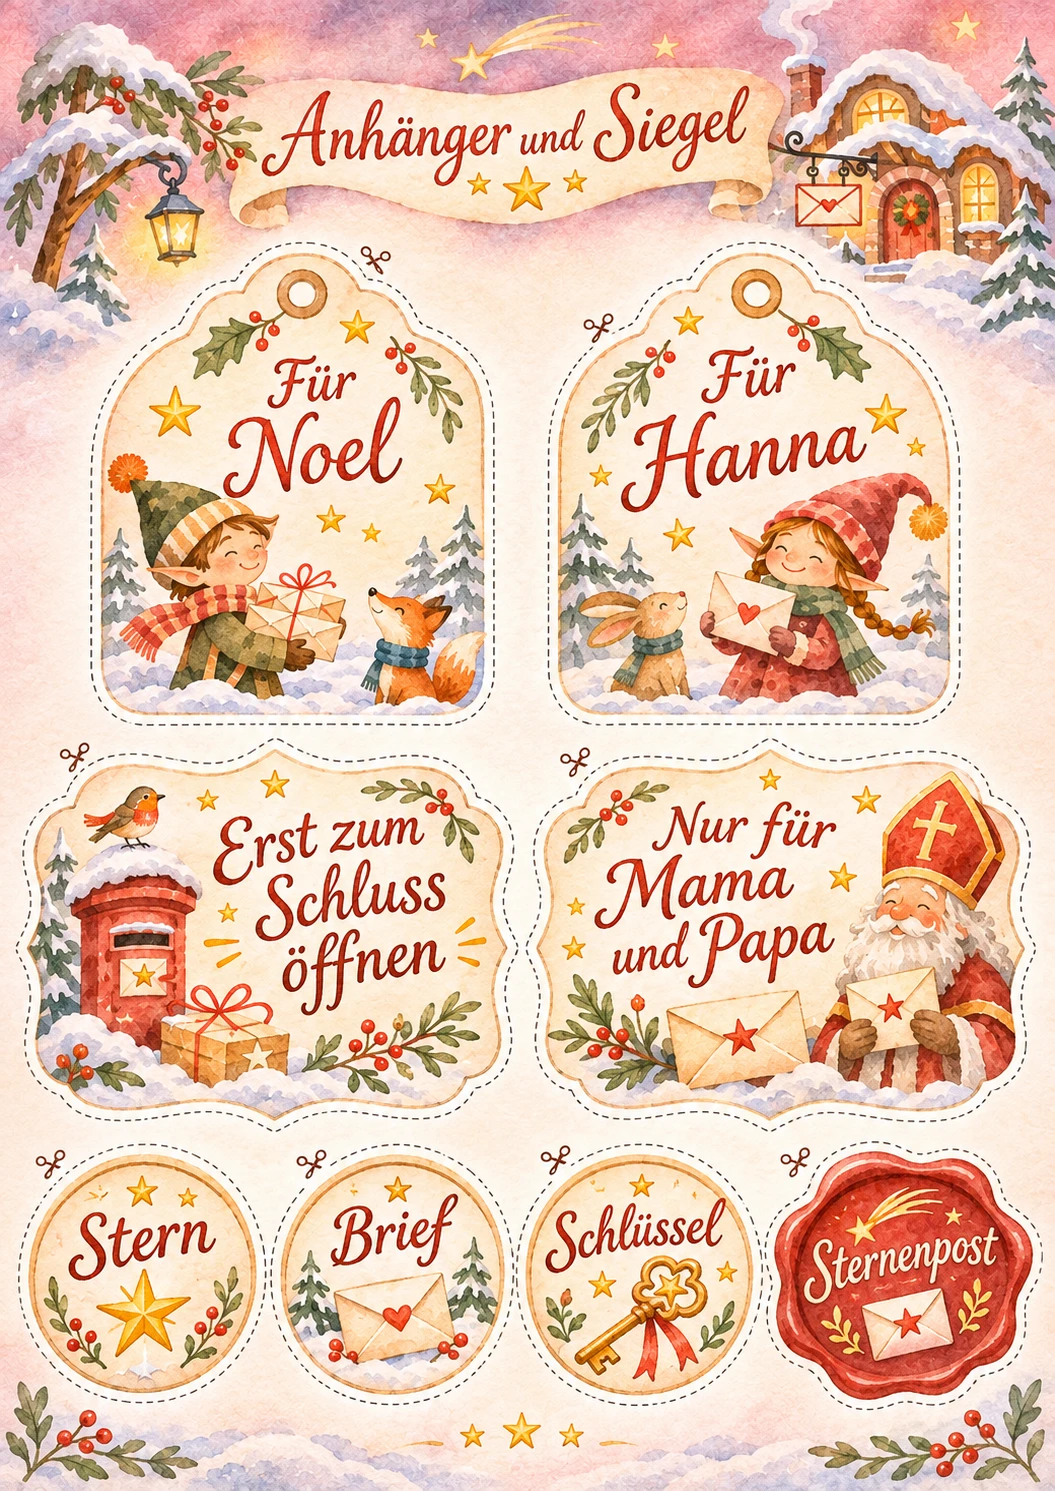 Anhänger und Siegel
Für
Noel
Für
Hanna
Erst zum
Schluss
öffnen
Nur für
Mama
und Papa
Stern
Brief
Schlüssel
Sternenpost